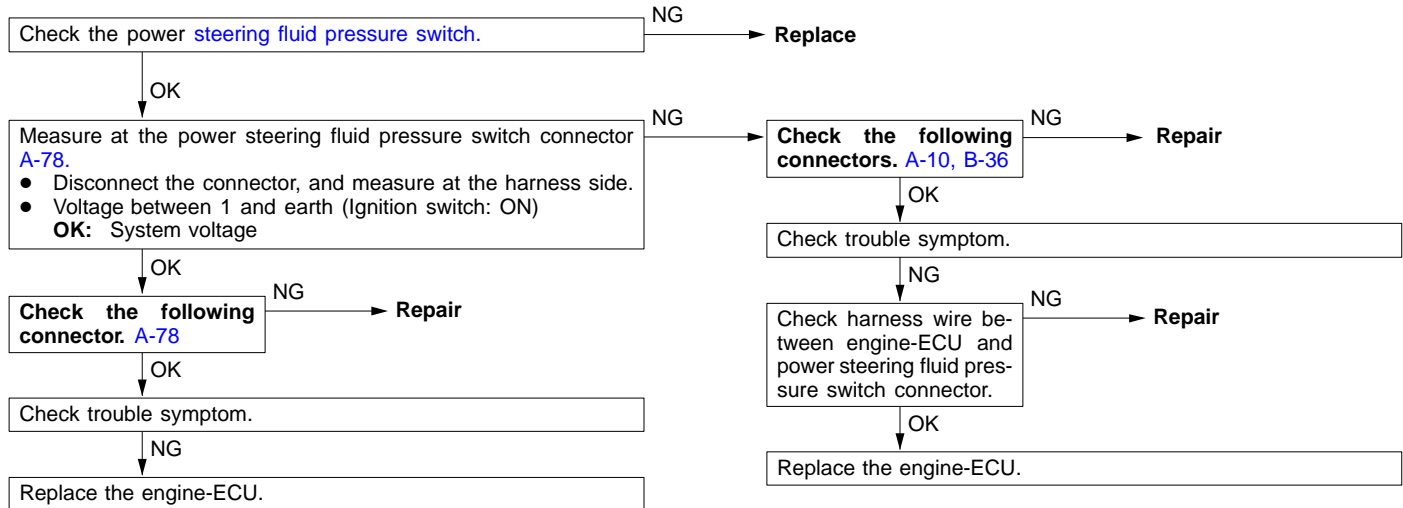 Check the power steering fluid pressure switch.
NG
Replace
OK
Measure at the power steering fluid pressure switch connector
A-78.
● Disconnect the connector, and measure at the harness side.
● Voltage between 1 and earth (Ignition switch: ON)
OK: System voltage
NG
Check the following
connectors. A-10, B-36
NG
Repair
OK
Check trouble symptom.
NG
Check harness wire be-
tween engine-ECU and
power steering fluid pres-
sure switch connector.
NG
Repair
OK
Replace the engine-ECU.
OK
Check the following
connector. A-78
NG
Repair
OK
Check trouble symptom.
NG
Replace the engine-ECU.